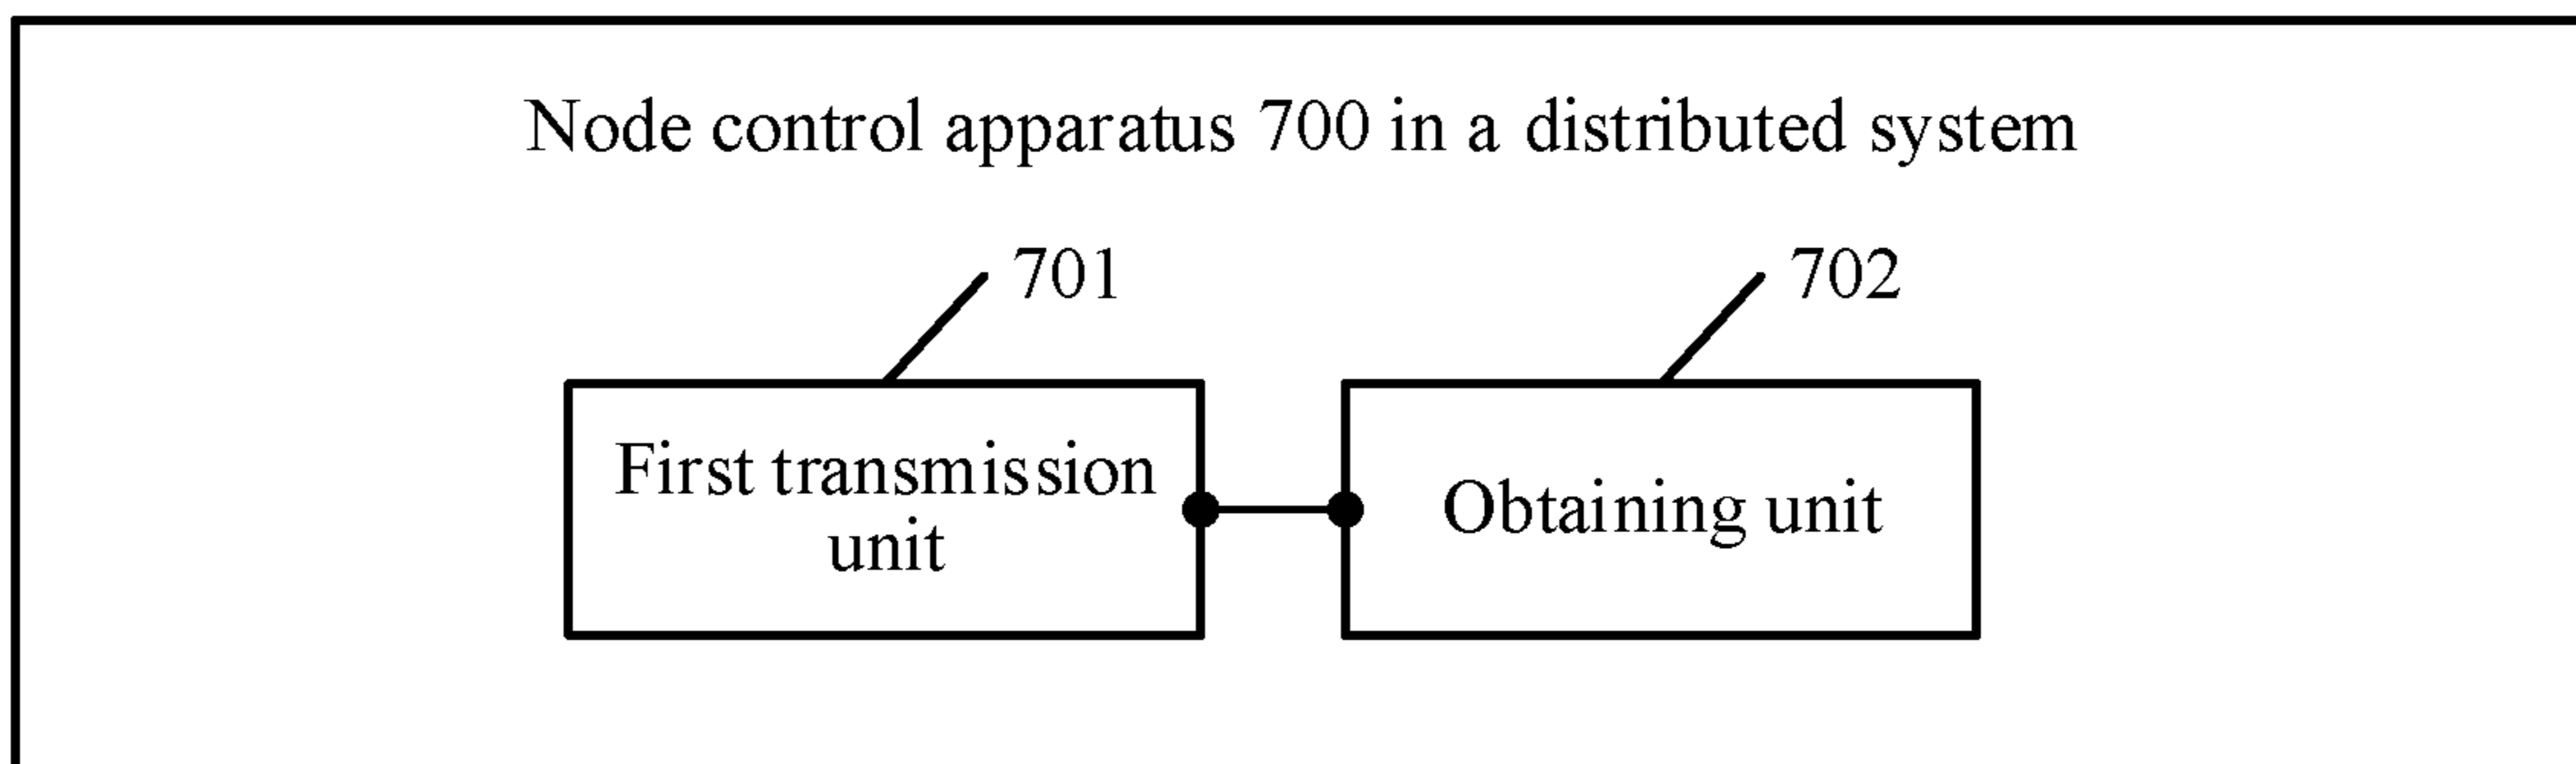 Node control apparatus 700 in a distributed system
701
702
First transmission
unit
Obtaining unit